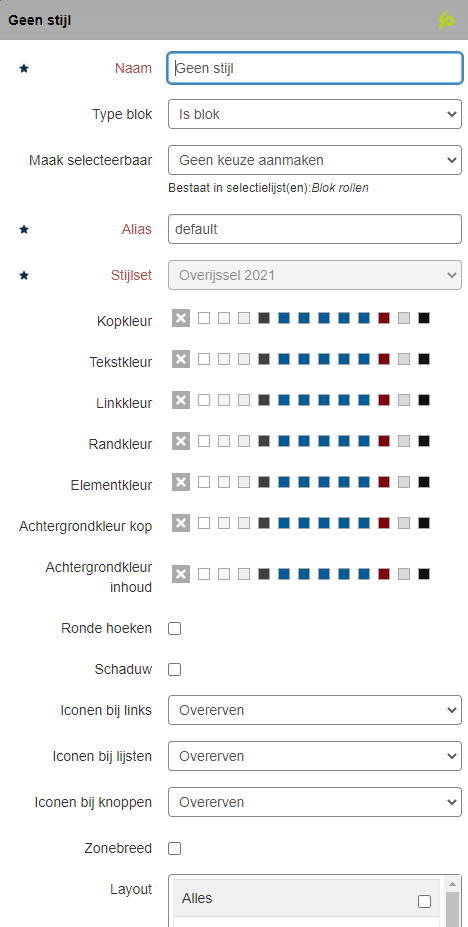 Geen stijl
Naam
Geen stijl
Type blok
Is blok
Maak selecteerbaar
Geen keuze aanmaken
Bestaat in selectielijst(en):Blok rollen
Alias
default
Stijlset
Overijssel 2021
Kopkleur
Tekstkleur
Linkkleur
Randkleur
Elementkleur
Achtergrondkleur kop
Achtergrondkleur
inhoud
Ronde hoeken
Schaduw
Iconen bij links
Overerven
Iconen bij lijsten
Overerven
Iconen bij knoppen
Overerven
Zonebreed
Layout
Alles